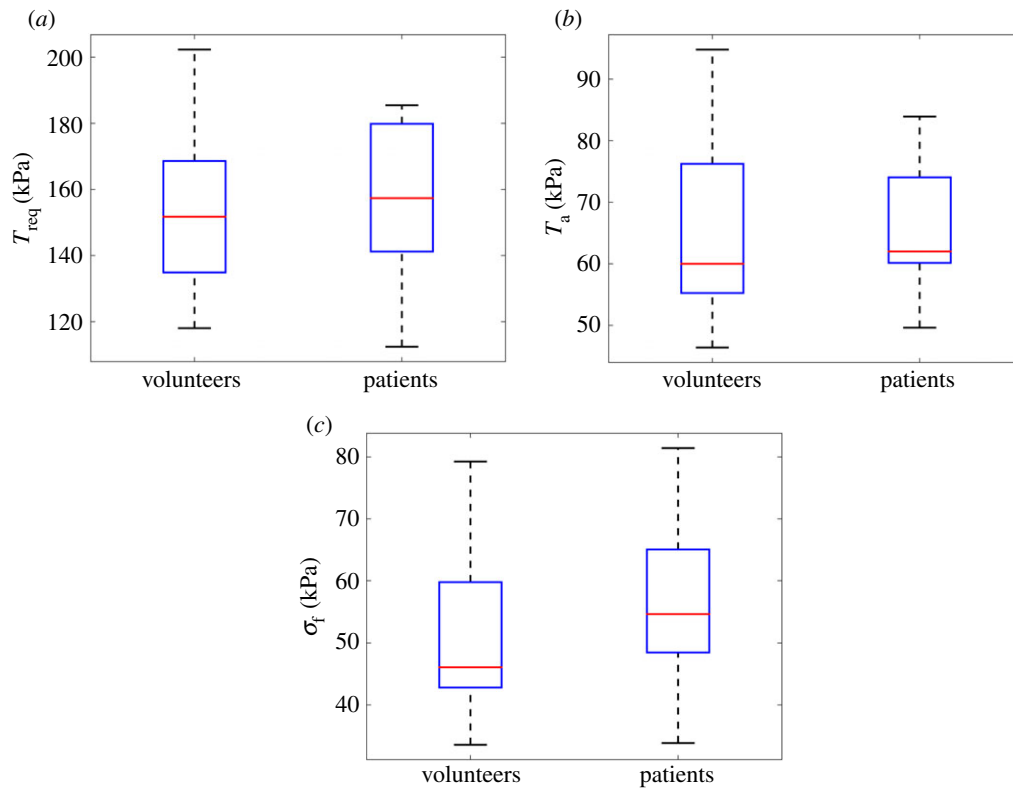 (a)
200
180
160
140
120
T_req (kPa)
volunteers patients
(b)
90
80
70
60
50
T_a (kPa)
volunteers patients
(c)
80
70
60
50
40
σ_f (kPa)
volunteers patients